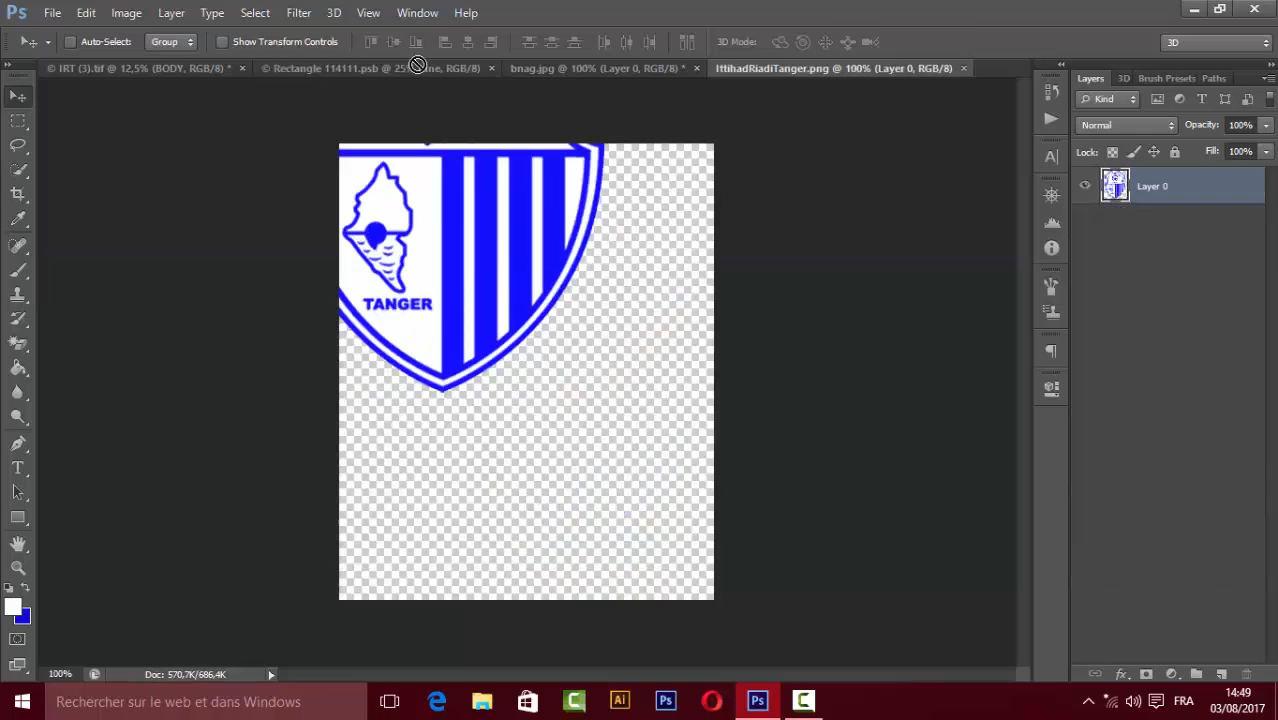 Ps File Edit Image Layer Type Select Filter 3D View Window Help
Auto-Select: Group Show Transform Controls 3D Mode: 3D
© IRT (3).tif @ 12,5% (BODY, RGB/8) * × © Rectangle 114111.psb @ 25 ne, RGB/8) × bnag.jpg @ 100% (Layer 0, RGB/8) * × IttihadRiadiTanger.png @ 100% (Layer 0, RGB/8) ×
Layers 3D Brush Presets Paths
Kind
Normal Opacity: 100%
Lock: Fill: 100%
Layer 0
TANGER
100% Doc: 570,7K/686,4K
Rechercher sur le web et dans Windows
FR
14:49
03/08/2017